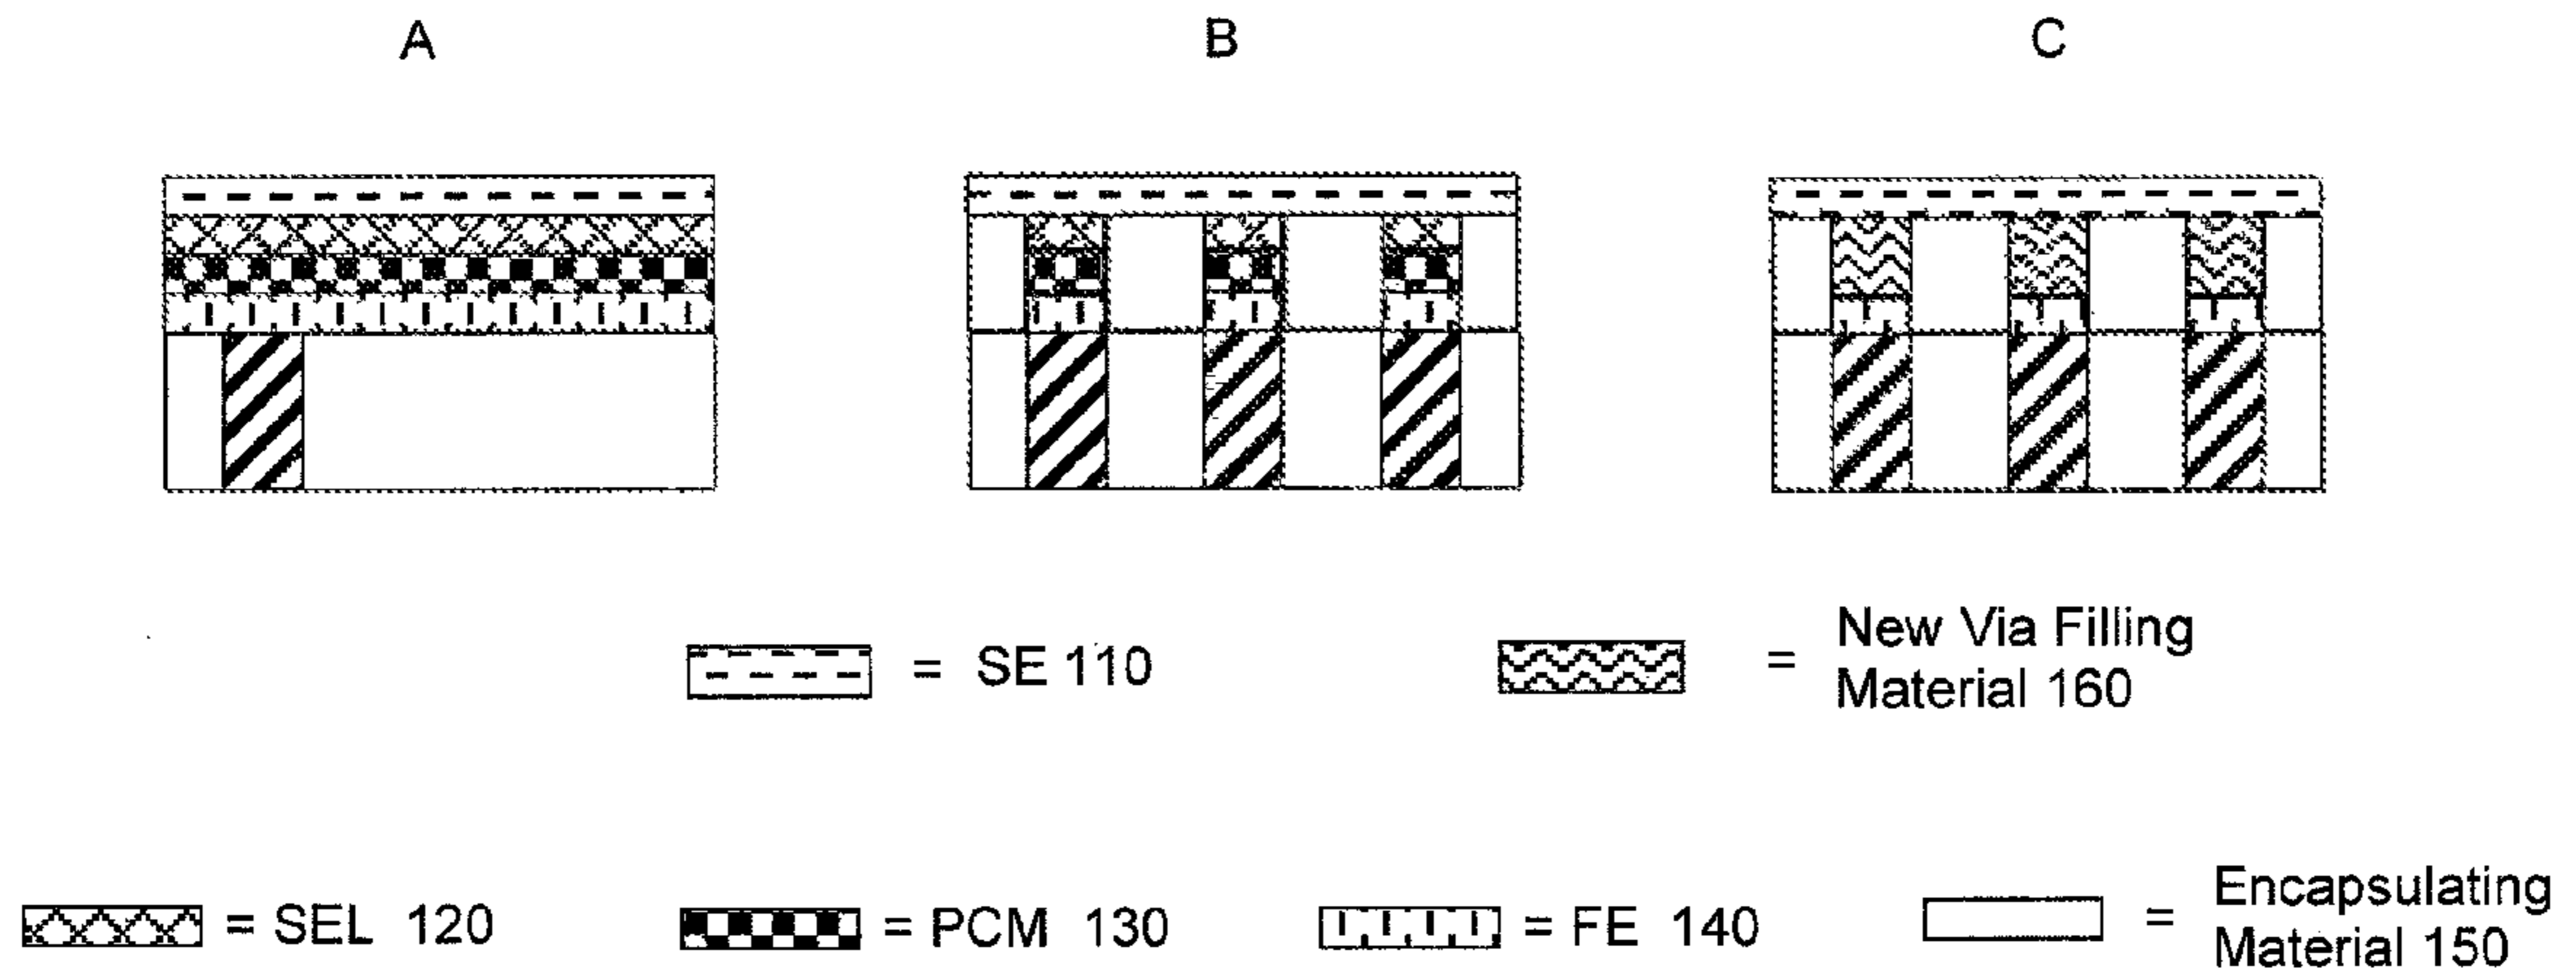 A
B
C
= SE 110
= New Via Filling
Material 160
= SEL 120
= PCM 130
= FE 140
= Encapsulating
Material 150